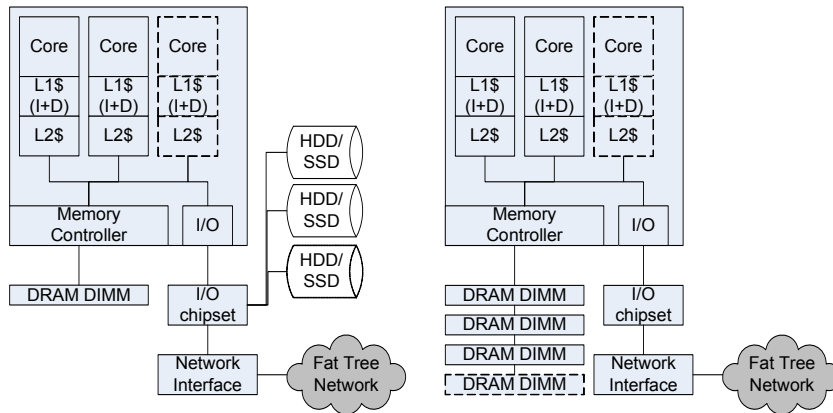 Core
Core
Core
L1$
(I+D)
L1$
(I+D)
L1$
(I+D)
L2$
L2$
L2$
Memory
Controller
I/O
DRAM DIMM
I/O
chipset
HDD/
SSD
HDD/
SSD
HDD/
SSD
Network
Interface
Fat Tree
Network
Core
Core
Core
L1$
(I+D)
L1$
(I+D)
L1$
(I+D)
L2$
L2$
L2$
Memory
Controller
I/O
DRAM DIMM
DRAM DIMM
DRAM DIMM
DRAM DIMM
I/O
chipset
Network
Interface
Fat Tree
Network